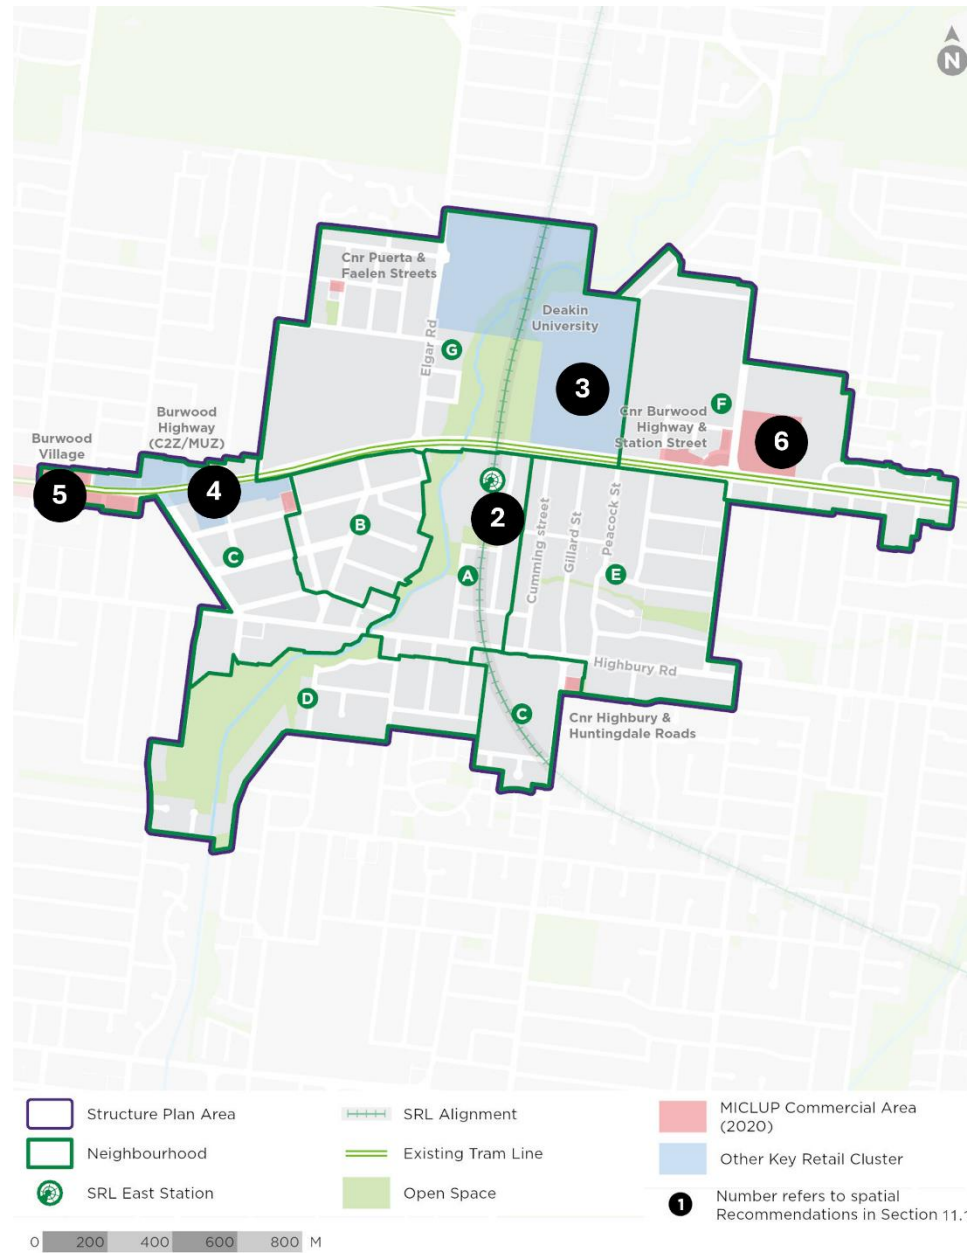 N
Cnr Puerta &
Faelen Streets
Elgar Rd
Deakin
University
G
3
F
Cnr Burwood
Highway &
Station Street
6
Burwood
Village
Burwood
Highway
(C2Z/MUZ)
5
4
2
B
C
A
Cumming street
Gillard St
Peacock St
E
Highbury Rd
D
C
Cnr Highbury &
Huntingdale Roads
Structure Plan Area
Neighbourhood
SRL East Station
SRL Alignment
Existing Tram Line
Open Space
MICLUP Commercial Area
(2020)
Other Key Retail Cluster
1
Number refers to spatial
Recommendations in Section 11.1
0 200 400 600 800 M